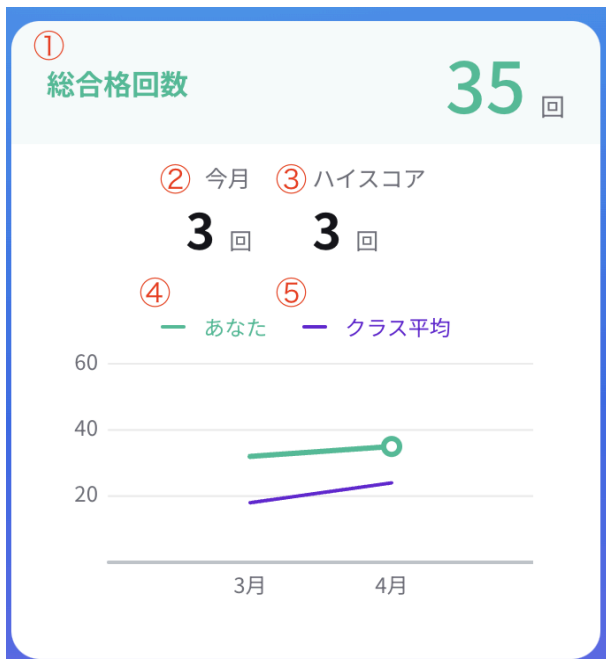 ①
総合格回数 35 回
② 今月 ③ ハイスコア
3 回 3 回
④ ⑤
あなた クラス平均
60
40
20
3月 4月